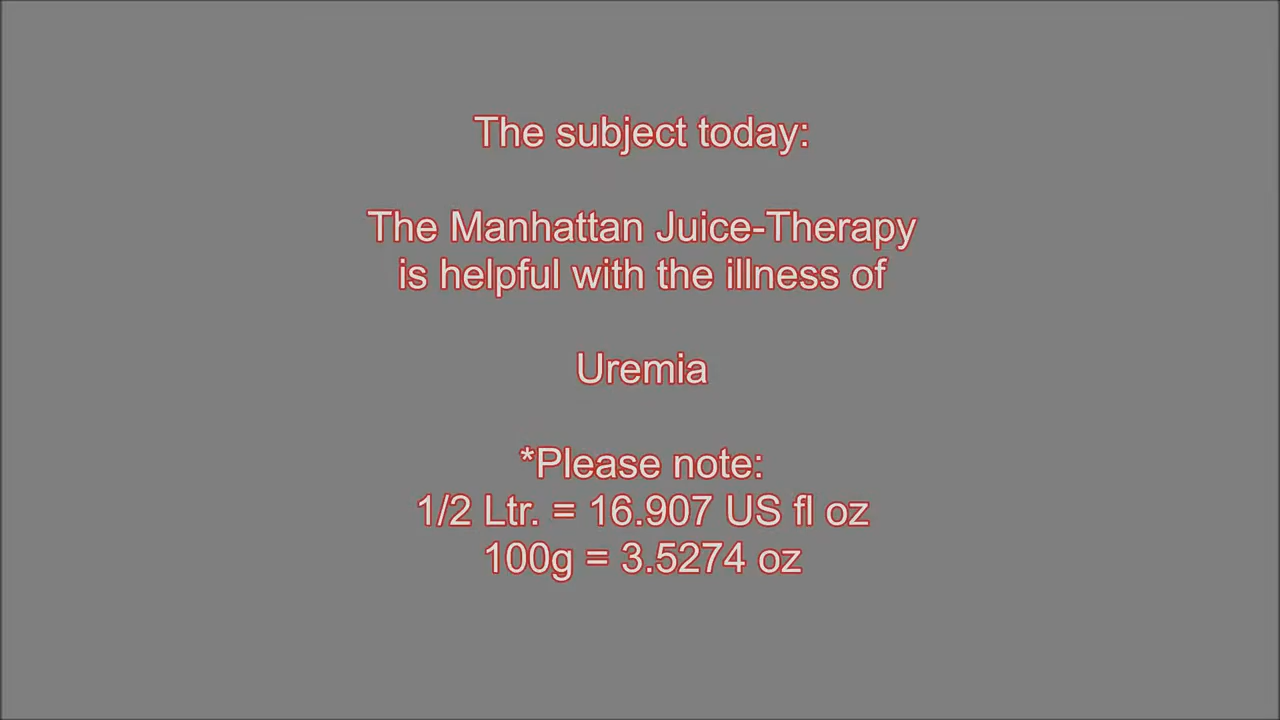 The subject today:
The Manhattan Juice-Therapy
is helpful with the illness of
Uremia
*Please note:
1/2 Ltr. = 16.907 US fl oz
100g = 3.5274 oz